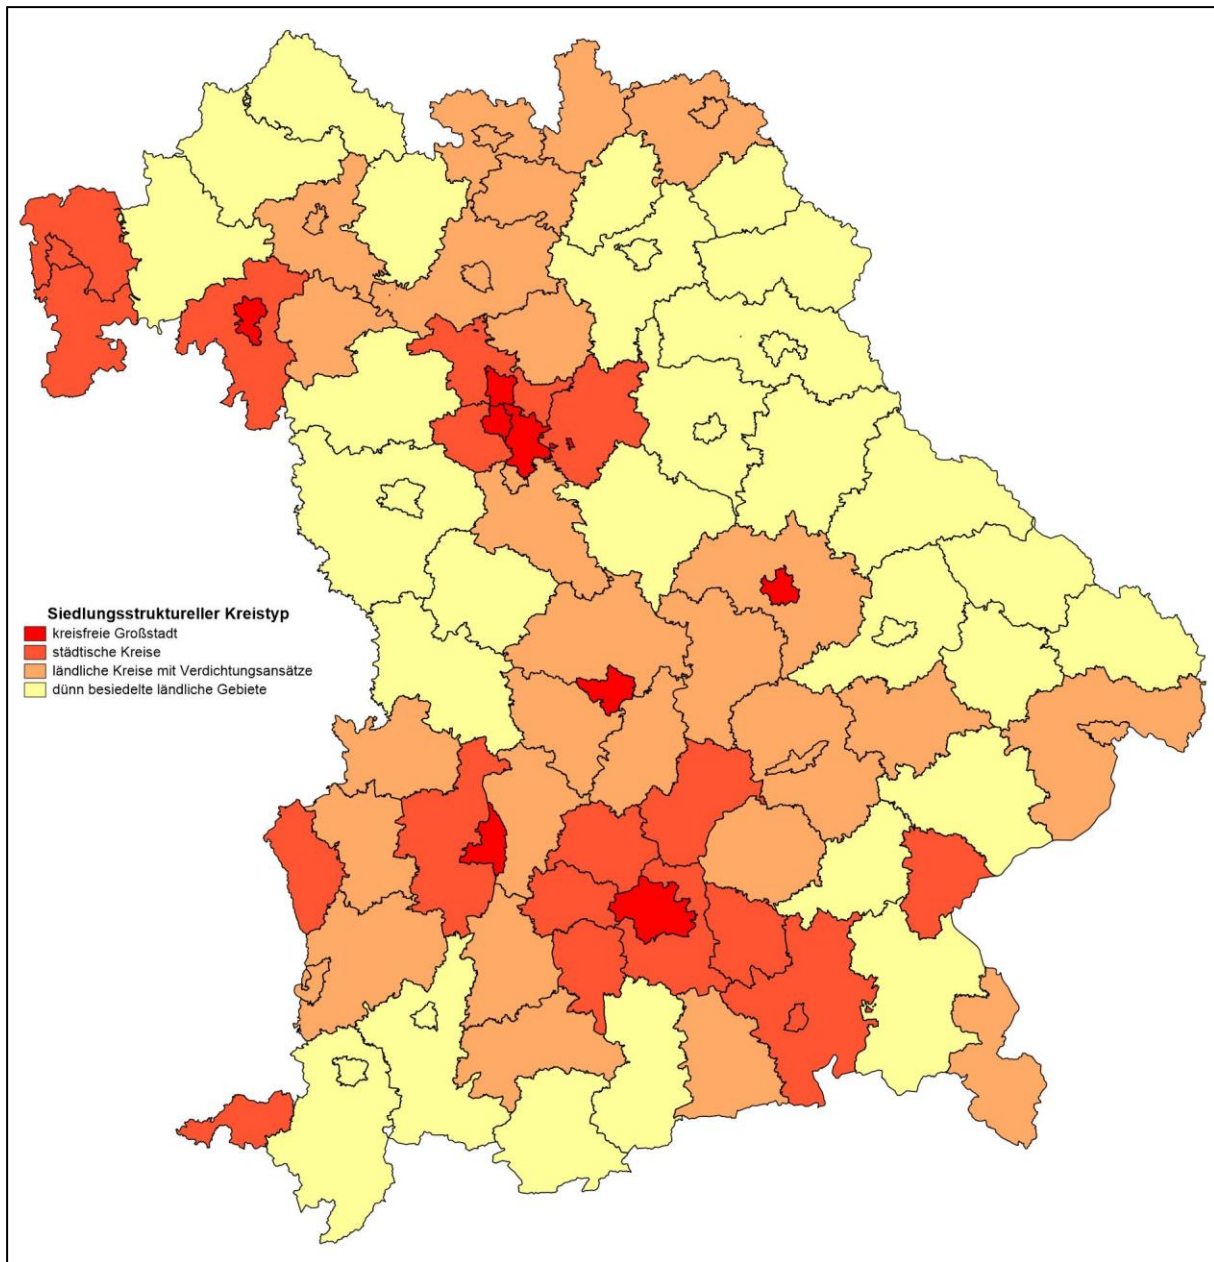 Siedlungsstruktureller Kreistyp
kreisfreie Großstadt
städtische Kreise
ländliche Kreise mit Verdichtungsansätze
dünn besiedelte ländliche Gebiete